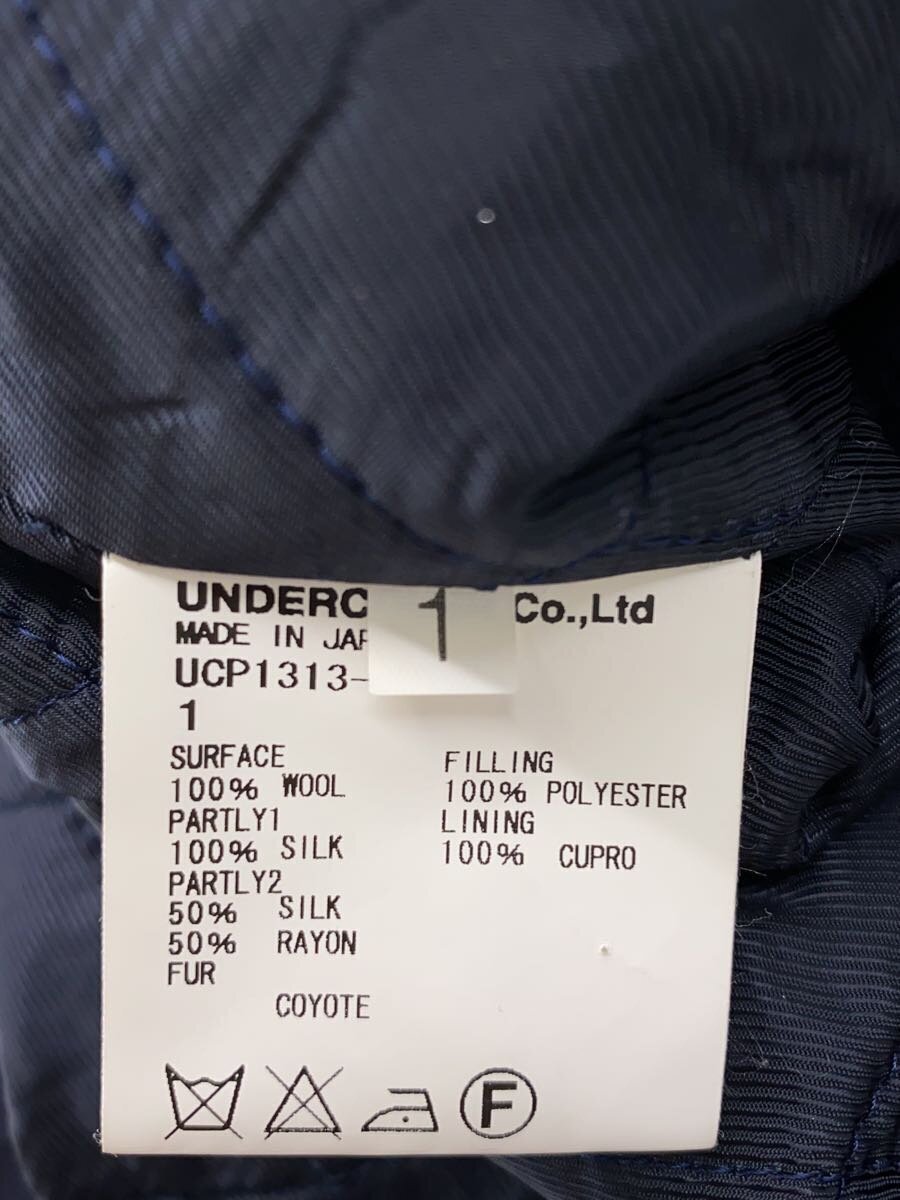 UNDERC
1
Co.,Ltd
MADE IN JAP
UCP1313-
1
SURFACE
100% WOOL
PARTLY1
100% SILK
PARTLY2
50% SILK
50% RAYON
FUR
COYOTE
FILLING
100% POLYESTER
LINING
100% CUPRO
F